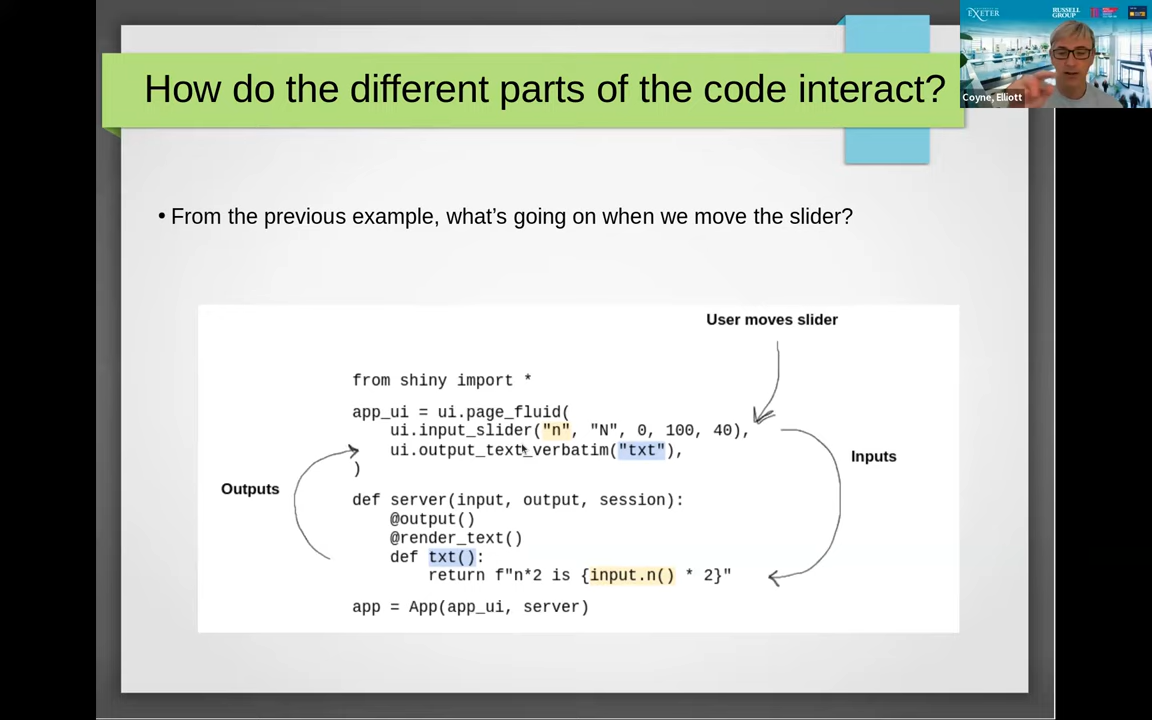 How do the different parts of the code interact?
EXETER
RUSSELL
GROUP
Coyne, Elliott
• From the previous example, what’s going on when we move the slider?
User moves slider
from shiny import *
app_ui = ui.page_fluid(
ui.input_slider("n", "N", 0, 100, 40),
ui.output_text_verbatim("txt"),
)
Inputs
Outputs
def server(input, output, session):
@output()
@render_text()
def txt():
return f"n*2 is {input.n() * 2}"
app = App(app_ui, server)